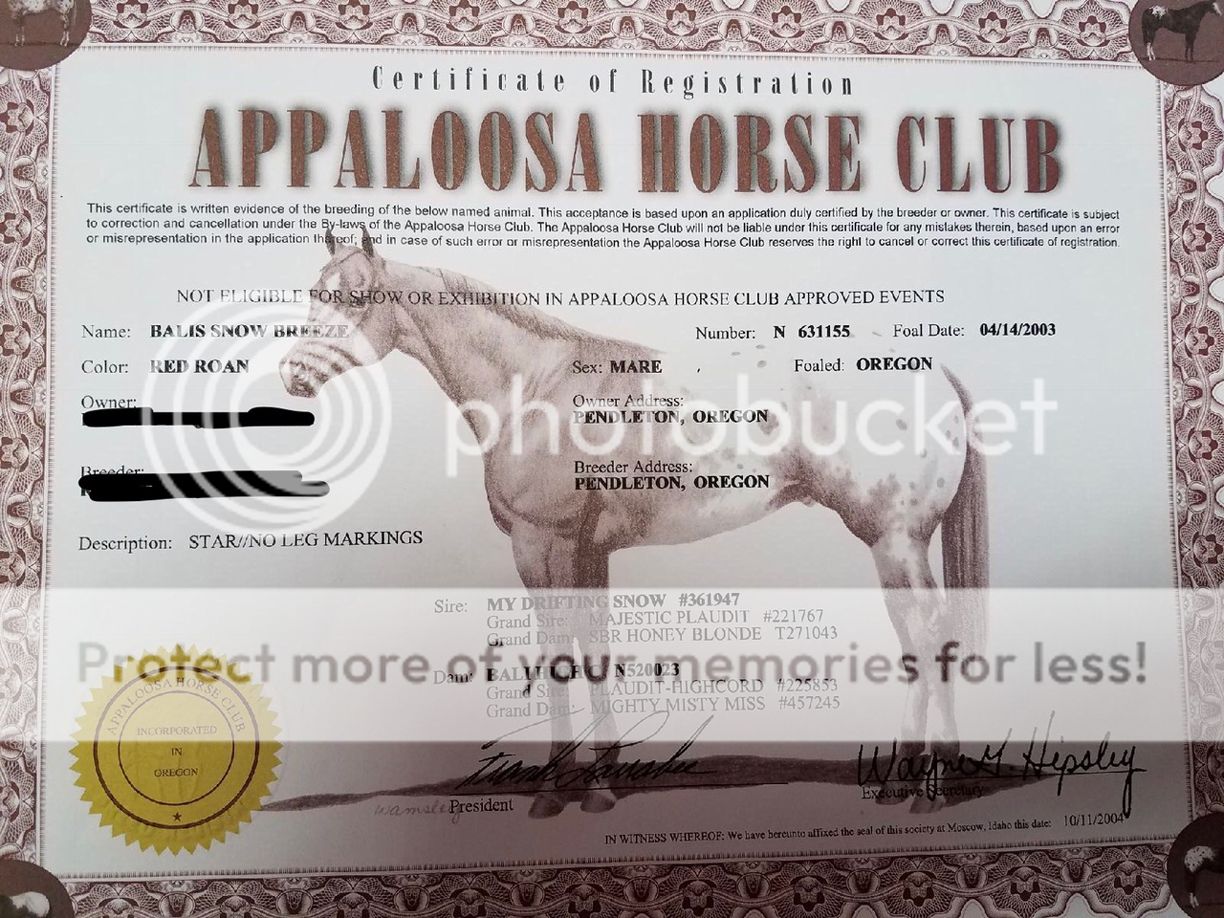 Certificate of Registration
APPALOOSA HORSE CLUB
This certificate is written evidence of the breeding of the below named animal. This acceptance is based upon an application duly certified by the breeder or owner. This certificate is subject
to correction and cancellation under the By-laws of the Appaloosa Horse Club. The Appaloosa Horse Club will not be liable under this certificate for any mistakes therein, based upon an error
or misrepresentation in the application thereof; and in case of such error or misrepresentation the Appaloosa Horse Club reserves the right to cancel or correct this certificate of registration.
NOT ELIGIBLE FOR SHOW OR EXHIBITION IN APPALOOSA HORSE CLUB APPROVED EVENTS
Name: BALIS SNOW BREEZE Number: N 631155 Foal Date: 04/14/2003
Color: RED ROAN Sex: MARE Foaled: OREGON
Owner: Owner Address:
PENDLETON, OREGON
photobucket
Breeder: Breeder Address:
PENDLETON, OREGON
Description: STAR//NO LEG MARKINGS
Sire: MY DRIFTING SNOW #361947
Grand Sire: MAJESTIC PLAUDIT #221767
Grand Dam: SBR HONEY BLONDE T271043
Protect more of your memories for less!
Dam: N520023
Grand Sire: PLAUDIT-HIGHCORD #225853
Grand Dam: MIGHTY MISTY MISS #457245
APPALOOSA HORSE CLUB
INCORPORATED
IN
OREGON
Wayne G. Hipsley
wamsley President Executive Secretary
IN WITNESS WHEREOF: We have hereunto affixed the seal of this society at Moscow, Idaho this date: 10/11/2004